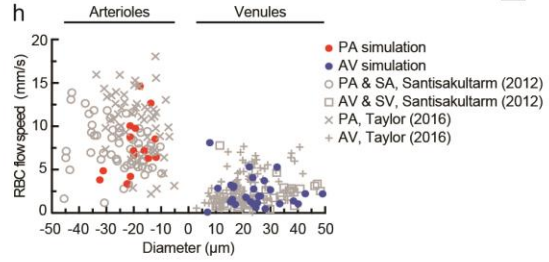 h
Arterioles Venules
20
15
10
5
0
RBC flow speed (mm/s)
-50 -40 -30 -20 -10 0 10 20 30 40 50
Diameter (µm)
PA simulation
AV simulation
PA & SA, Santisakultarm (2012)
AV & SV, Santisakultarm (2012)
PA, Taylor (2016)
AV, Taylor (2016)